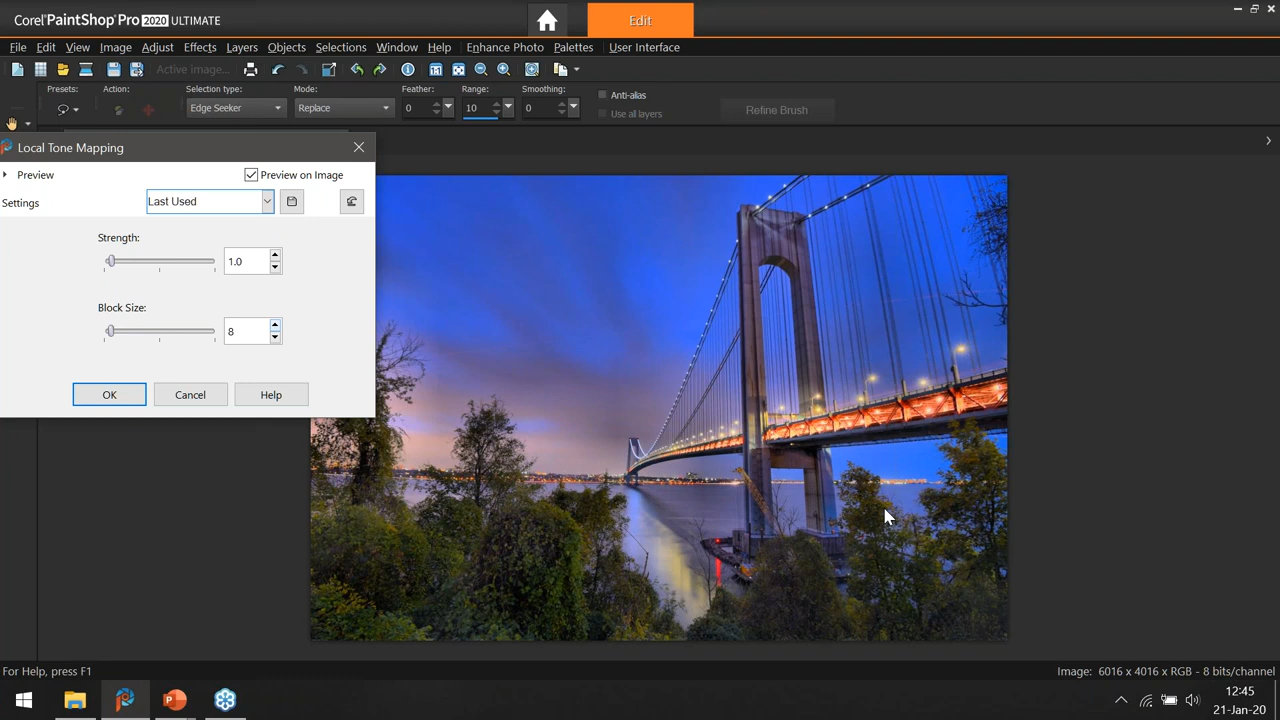 Corel PaintShop Pro 2020 ULTIMATE
Edit
File Edit View Image Adjust Effects Layers Objects Selections Window Help Enhance Photo Palettes User Interface
Active image...
Presets: Action: Selection type: Mode: Feather: Range: Smoothing: Anti-alias
Edge Seeker Replace 0 10 0 Use all layers Refine Brush
Local Tone Mapping
Preview Preview on Image
Settings Last Used
Strength:
1.0
Block Size:
8
OK Cancel Help
For Help, press F1 Image: 6016 x 4016 x RGB - 8 bits/channel
12:45
21-Jan-20